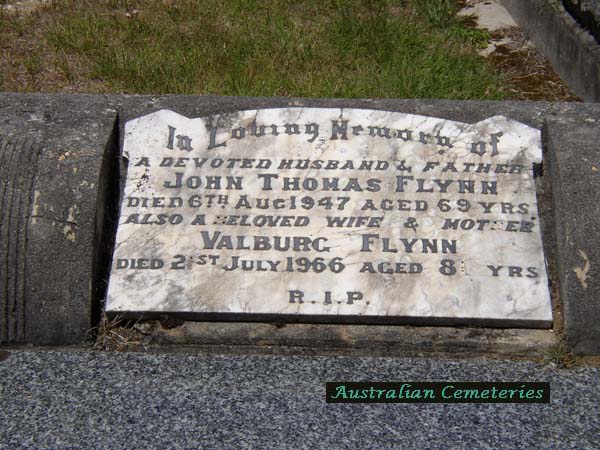 In Loving Memory of
A DEVOTED HUSBAND & FATHER
JOHN THOMAS FLYNN
DIED 6TH AUG 1947 AGED 69 YRS.
ALSO A BELOVED WIFE & MOTHER
VALBURG FLYNN
DIED 21ST JULY 1966 AGED YRS
R.I.P.
Australian Cemeteries